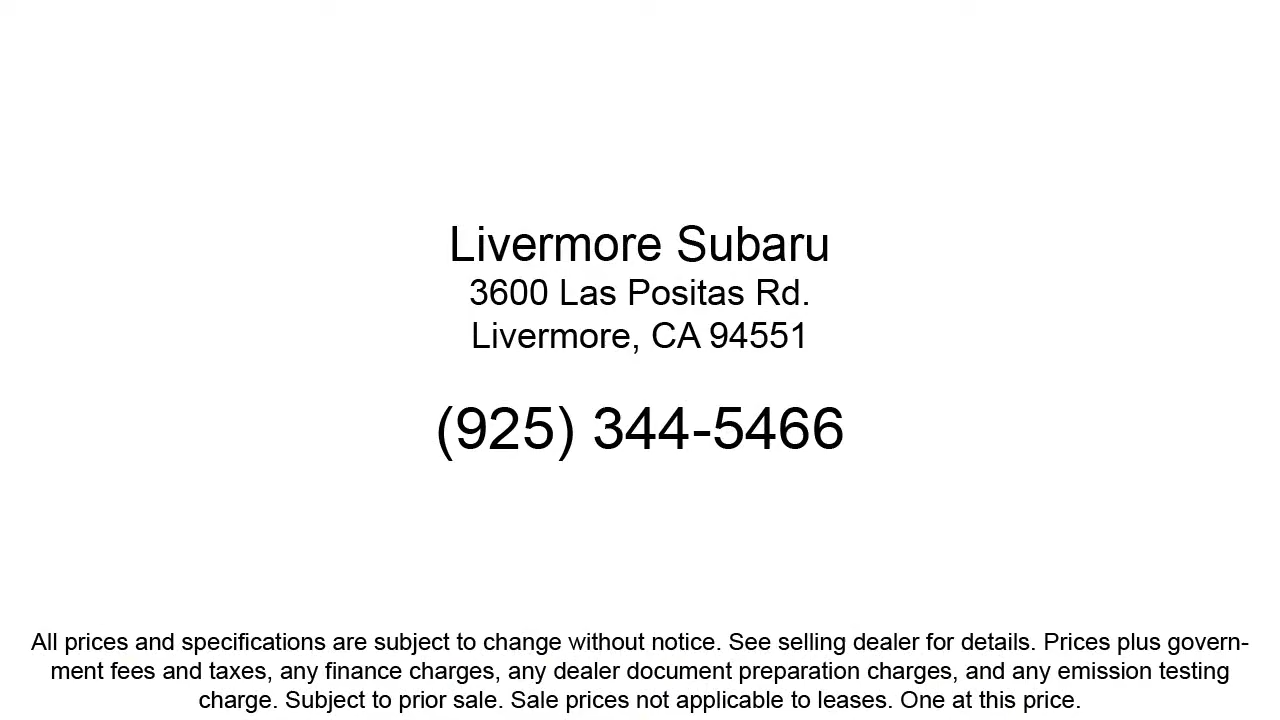 Livermore Subaru
3600 Las Positas Rd.
Livermore, CA 94551
(925) 344-5466
All prices and specifications are subject to change without notice. See selling dealer for details. Prices plus govern-
ment fees and taxes, any finance charges, any dealer document preparation charges, and any emission testing
charge. Subject to prior sale. Sale prices not applicable to leases. One at this price.